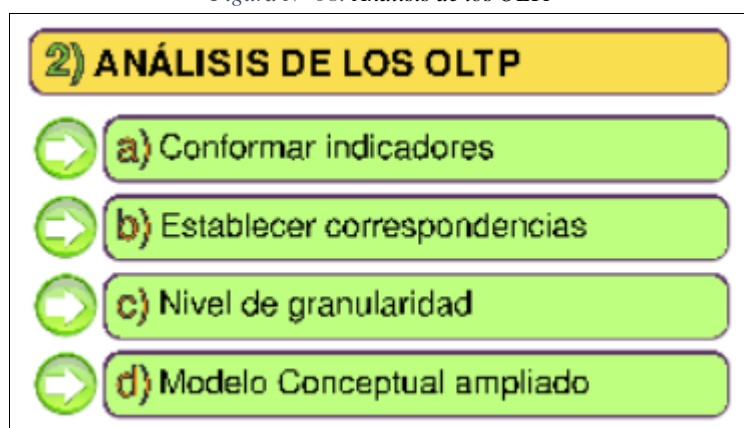 2) ANÁLISIS DE LOS OLTP
a) Conformar indicadores
b) Establecer correspondencias
c) Nivel de granularidad
d) Modelo Conceptual ampliado